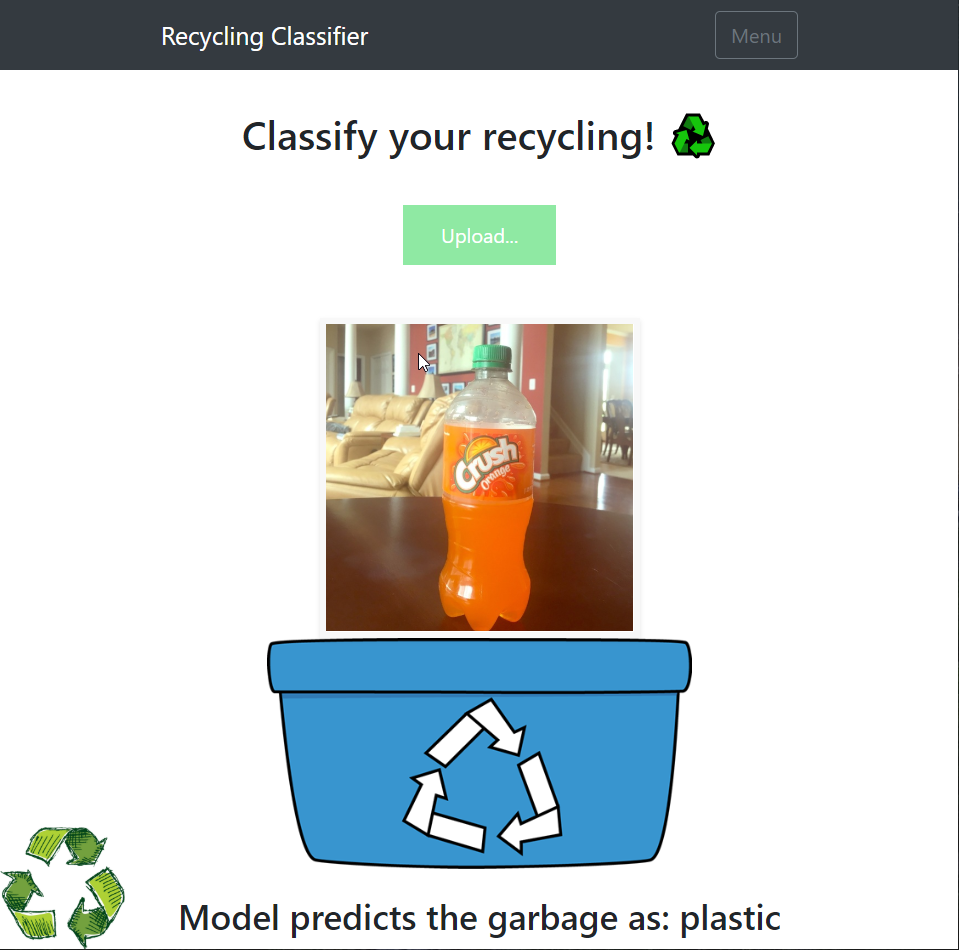 Recycling Classifier
Menu
Classify your recycling!
Upload...
Crush
Orange
Model predicts the garbage as: plastic